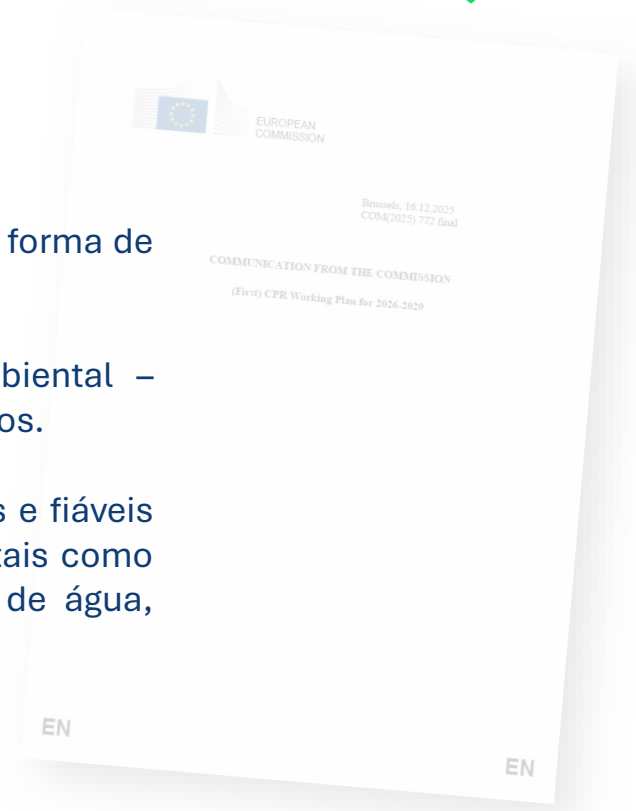 EUROPEAN
COMMISSION
Brussels, 16.12.2025
COM(2025) 772 final
forma de
COMMUNICATION FROM THE COMMISSION
(First) CPR Working Plan for 2026-2029
biental –
os.
s e fiáveis
tais como
de água,
EN
EN